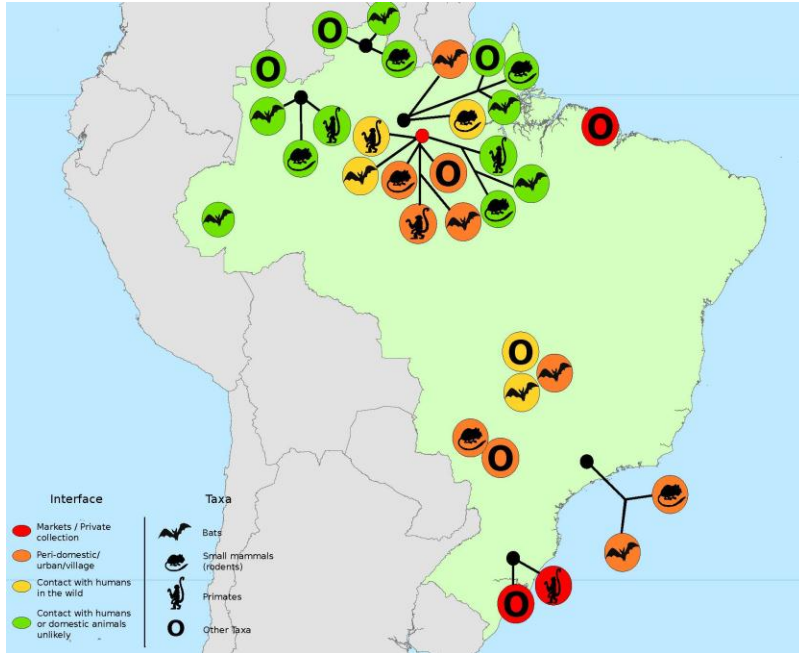 O
O
O
O
O
O
O
O
O
Interface
Markets / Private
collection
Peri-domestic/
urban/village
Contact with humans
in the wild
Contact with humans
or domestic animals
unlikely
Taxa
Bats
Small mammals
(rodents)
Primates
O
Other Taxa